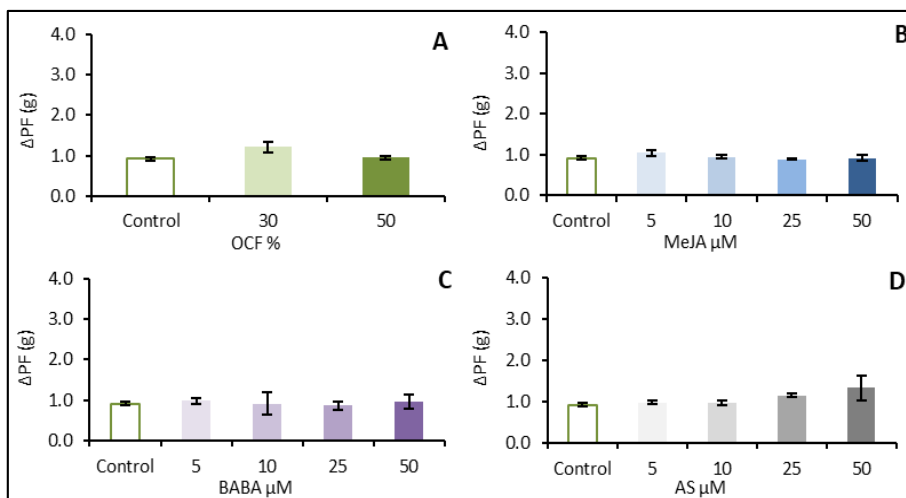 A
4.0
3.0
2.0
1.0
0.0
ΔPF (g)
Control 30 50
OCF %
B
4.0
3.0
2.0
1.0
0.0
ΔPF (g)
Control 5 10 25 50
MeJA µM
C
4.0
3.0
2.0
1.0
0.0
ΔPF (g)
Control 5 10 25 50
BABA µM
D
4.0
3.0
2.0
1.0
0.0
ΔPF (g)
Control 5 10 25 50
AS µM